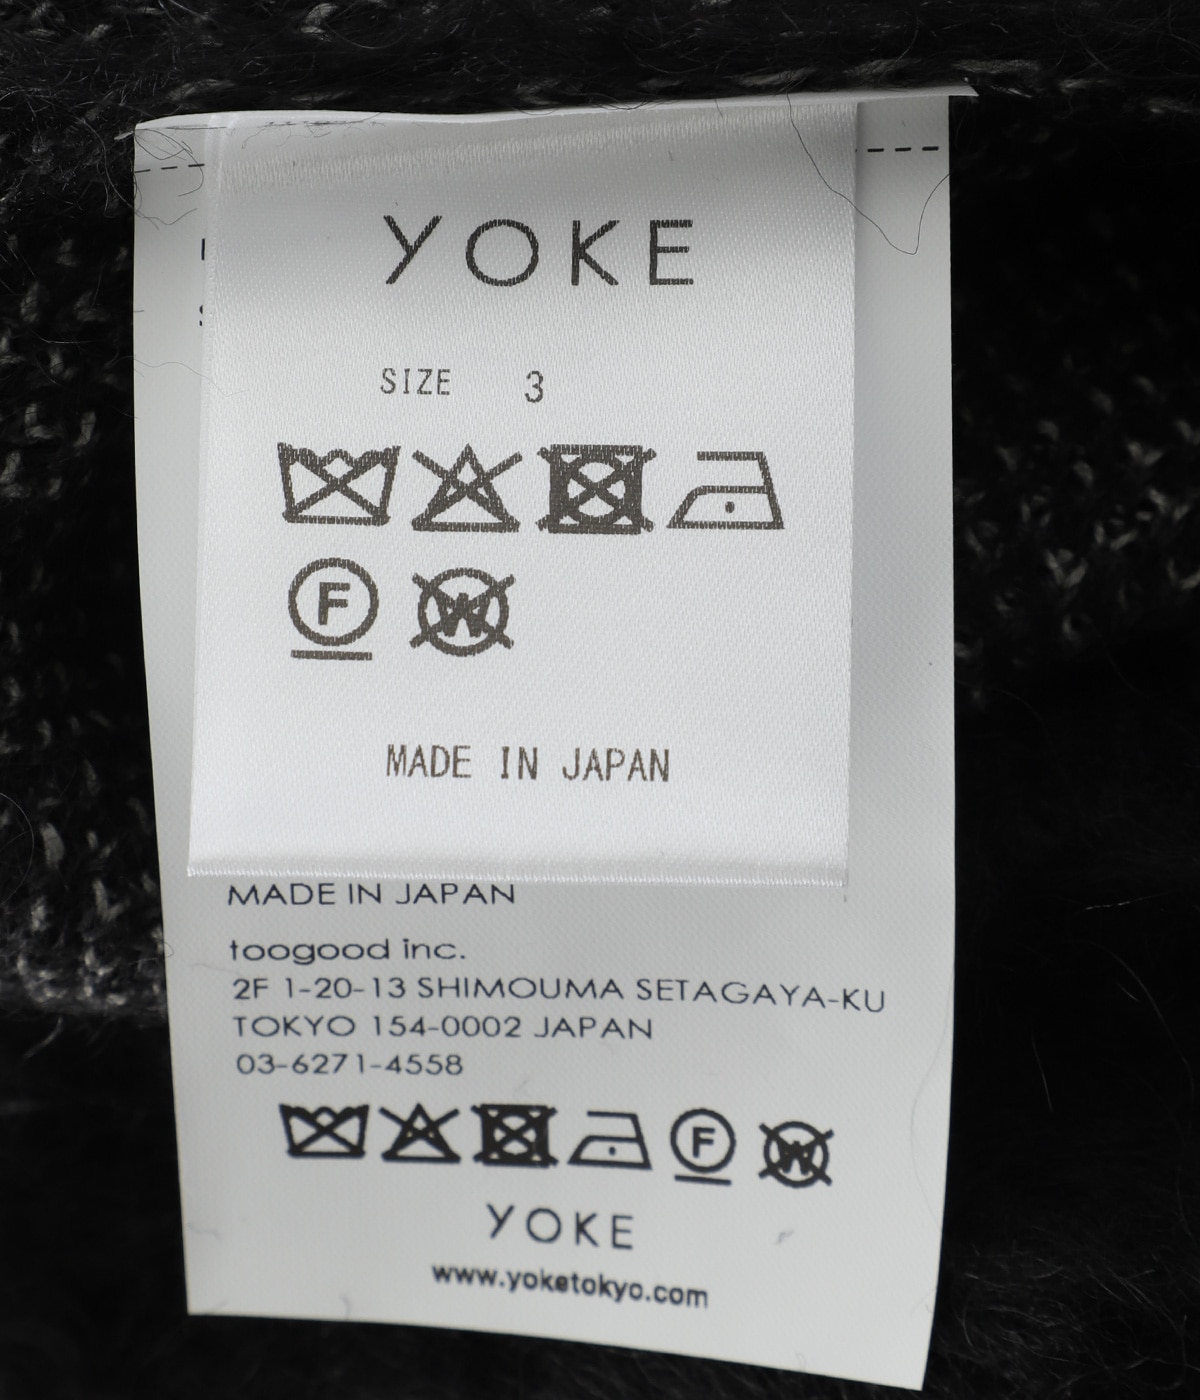 YOKE
SIZE 3
F
W
MADE IN JAPAN
MADE IN JAPAN
toogood inc.
2F 1-20-13 SHIMOUMA SETAGAYA-KU
TOKYO 154-0002 JAPAN
03-6271-4558
F W
YOKE
www.yoketokyo.com